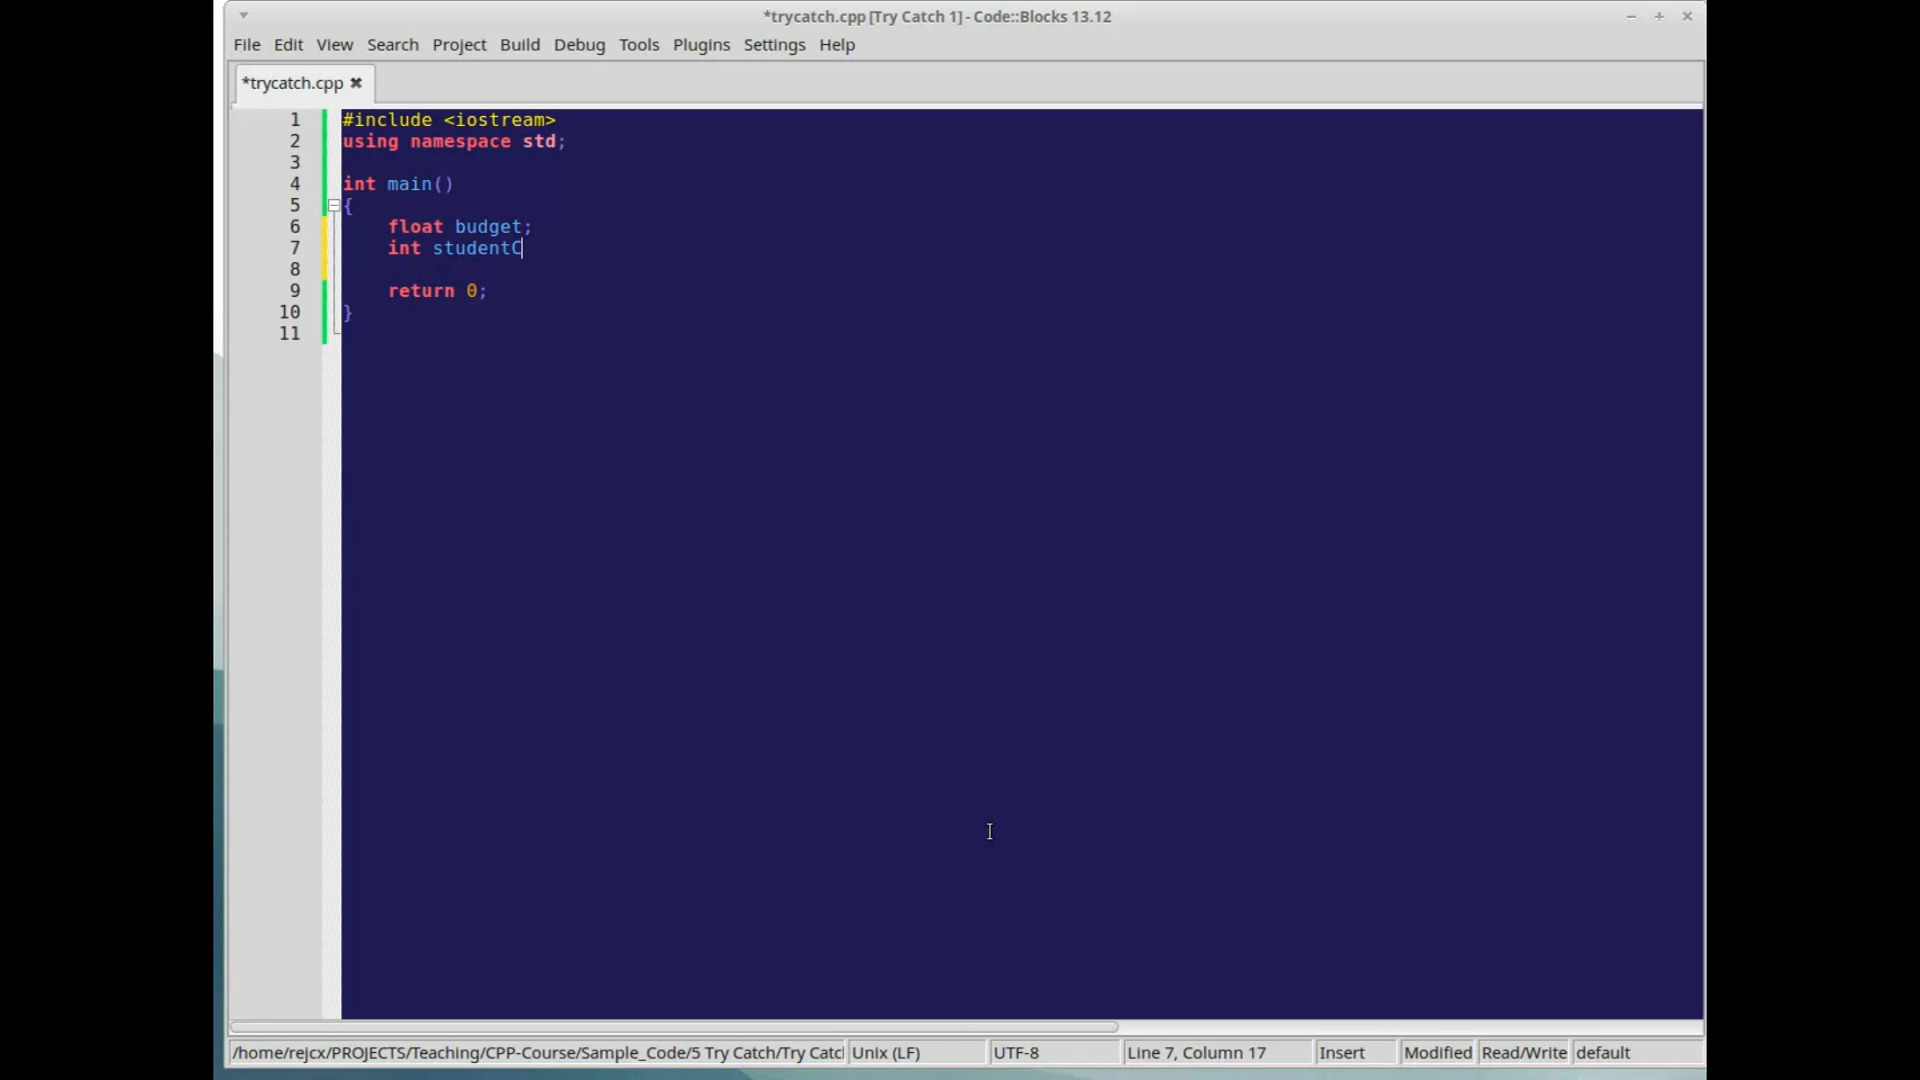 *trycatch.cpp [Try Catch 1] - Code::Blocks 13.12
File Edit View Search Project Build Debug Tools Plugins Settings Help
*trycatch.cpp
1 #include <iostream>
2 using namespace std;
3
4 int main()
5 {
6 float budget;
7 int studentC
8
9 return 0;
10 }
11
/home/rejcx/PROJECTS/Teaching/CPP-Course/Sample_Code/5 Try Catch/Try Catc Unix (LF) UTF-8 Line 7, Column 17 Insert Modified Read/Write default